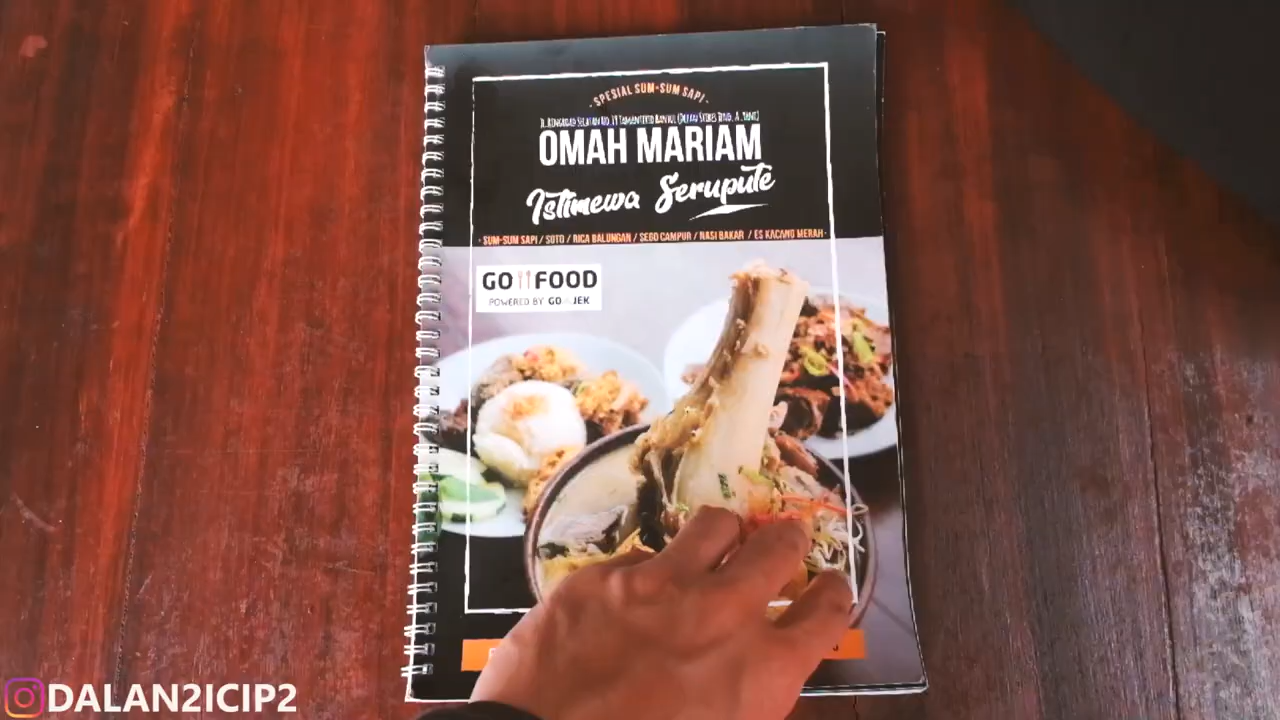 · SPESIAL SUM-SUM SAPI ·
OMAH MARIAM
Istimewa Serupute
· SUM-SUM SAPI / SOTO / RICA BALUNGAN / SEGO CAMPUR / NASI BAKAR / ES KACANG MERAH ·
GO FOOD
POWERED BY GO JEK
DALAN2ICIP2